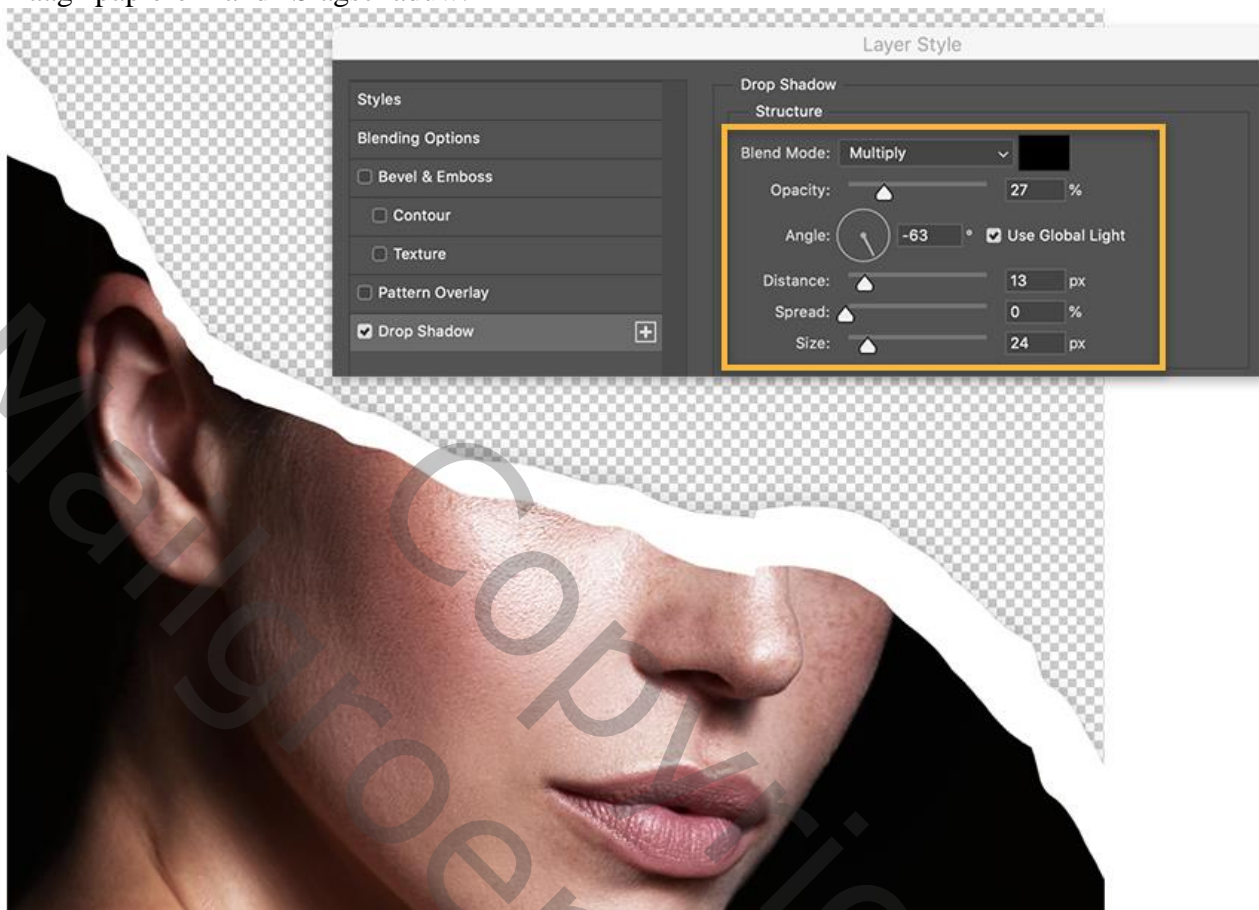 Layer Style
Styles
Blending Options
Bevel & Emboss
Contour
Texture
Pattern Overlay
Drop Shadow
Drop Shadow
Structure
Blend Mode: Multiply
Opacity: 27 %
Angle: -63 ° Use Global Light
Distance: 13 px
Spread: 0 %
Size: 24 px
Copyri